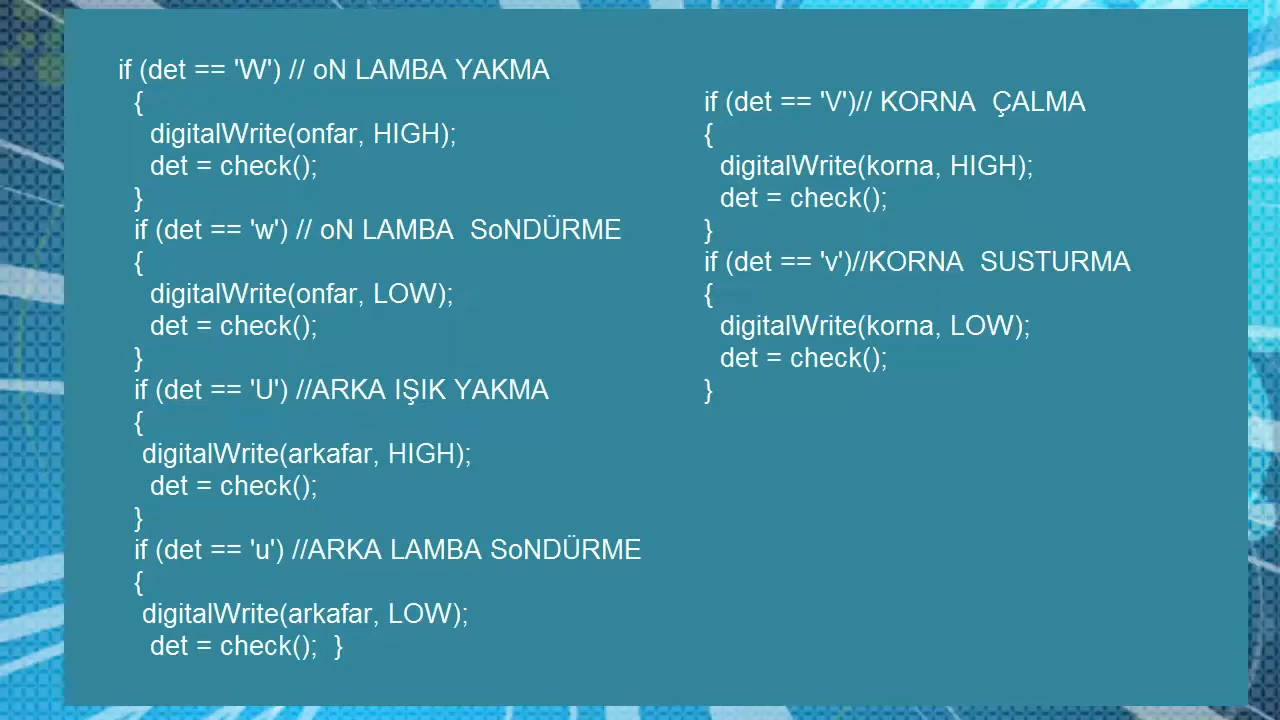 if (det == 'W') // oN LAMBA YAKMA
{
digitalWrite(onfar, HIGH);
det = check();
}
if (det == 'w') // oN LAMBA  SoNDÜRME
{
digitalWrite(onfar, LOW);
det = check();
}
if (det == 'U') //ARKA IŞIK YAKMA
{
digitalWrite(arkafar, HIGH);
det = check();
}
if (det == 'u') //ARKA LAMBA SoNDÜRME
{
digitalWrite(arkafar, LOW);
det = check();  }
if (det == 'V')// KORNA  ÇALMA
{
digitalWrite(korna, HIGH);
det = check();
}
if (det == 'v')//KORNA  SUSTURMA
{
digitalWrite(korna, LOW);
det = check();
}